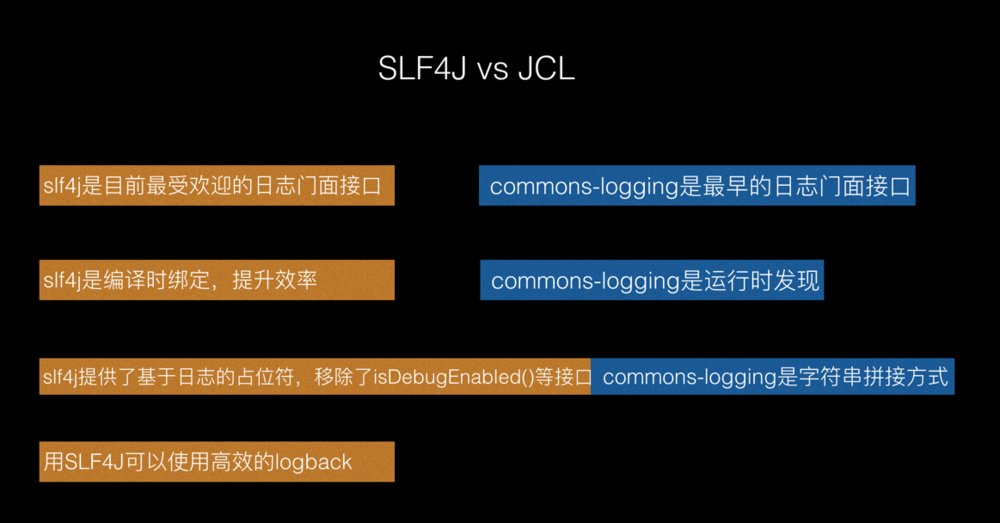 SLF4J vs JCL
slf4j是目前最受欢迎的日志门面接口
commons-logging是最早的日志门面接口
slf4j是编译时绑定，提升效率
commons-logging是运行时发现
slf4j提供了基于日志的占位符，移除了isDebugEnabled()等接口
commons-logging是字符串拼接方式
用SLF4J可以使用高效的logback